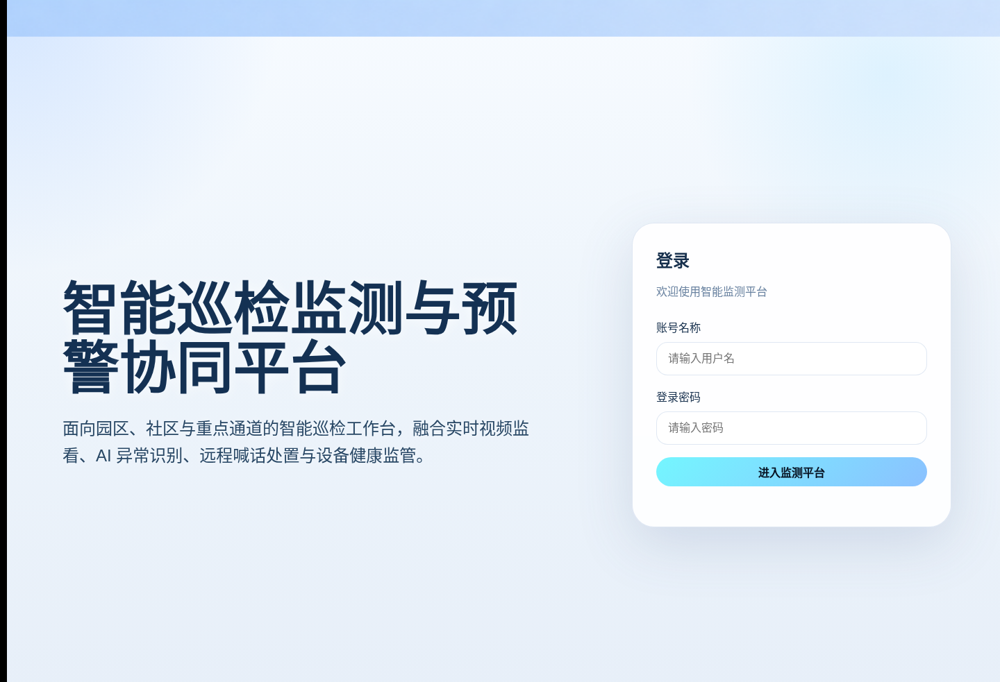 智能巡检监测与预
警协同平台
面向园区、社区与重点通道的智能巡检工作台，融合实时视频监
看、AI 异常识别、远程喊话处置与设备健康监管。
登录
欢迎使用智能监测平台
账号名称
请输入用户名
登录密码
请输入密码
进入监测平台